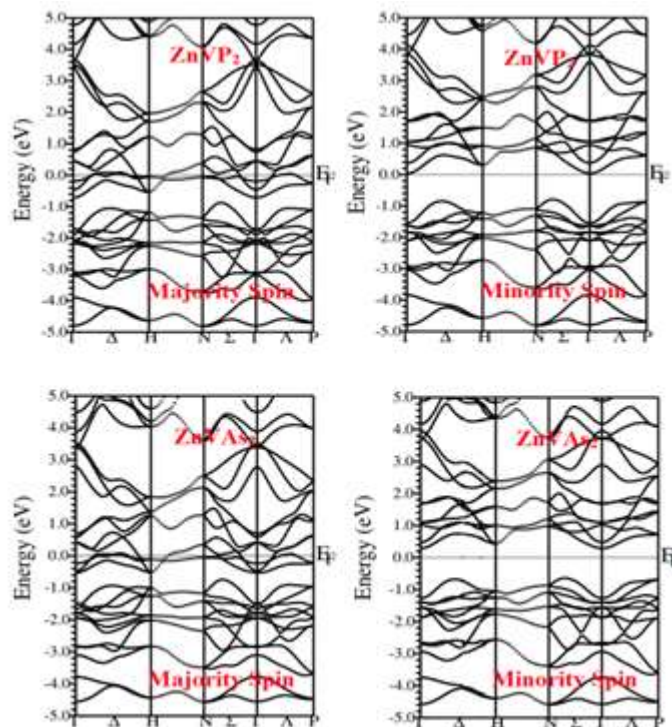 5.0 4.0 3.0 2.0 1.0 0.0 -1.0 -2.0 -3.0 -4.0 -5.0
Energy (eV)
ZnVP₂
Majority Spin
Γ Δ H N Σ Γ Λ P
5.0 4.0 3.0 2.0 1.0 0.0 -1.0 -2.0 -3.0 -4.0 -5.0
Energy (eV)
ZnVP₂
E_F
Minority Spin
Γ Δ H N Σ Γ Λ P
E_F
5.0 4.0 3.0 2.0 1.0 0.0 -1.0 -2.0 -3.0 -4.0 -5.0
Energy (eV)
ZnVAs₂
Majority Spin
Γ Δ H N Σ Γ Λ P
E_F
5.0 4.0 3.0 2.0 1.0 0.0 -1.0 -2.0 -3.0 -4.0 -5.0
Energy (eV)
ZnVAs₂
Minority Spin
Γ Δ H N Σ Γ Λ P
E_F